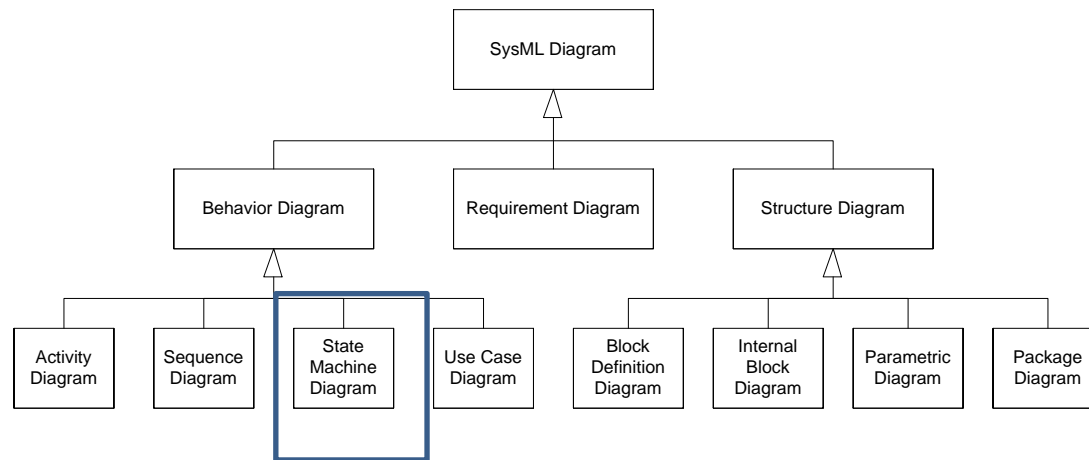 SysML Diagram
Behavior Diagram
Requirement Diagram
Structure Diagram
Activity
Diagram
Sequence
Diagram
State
Machine
Diagram
Use Case
Diagram
Block
Definition
Diagram
Internal
Block
Diagram
Parametric
Diagram
Package
Diagram